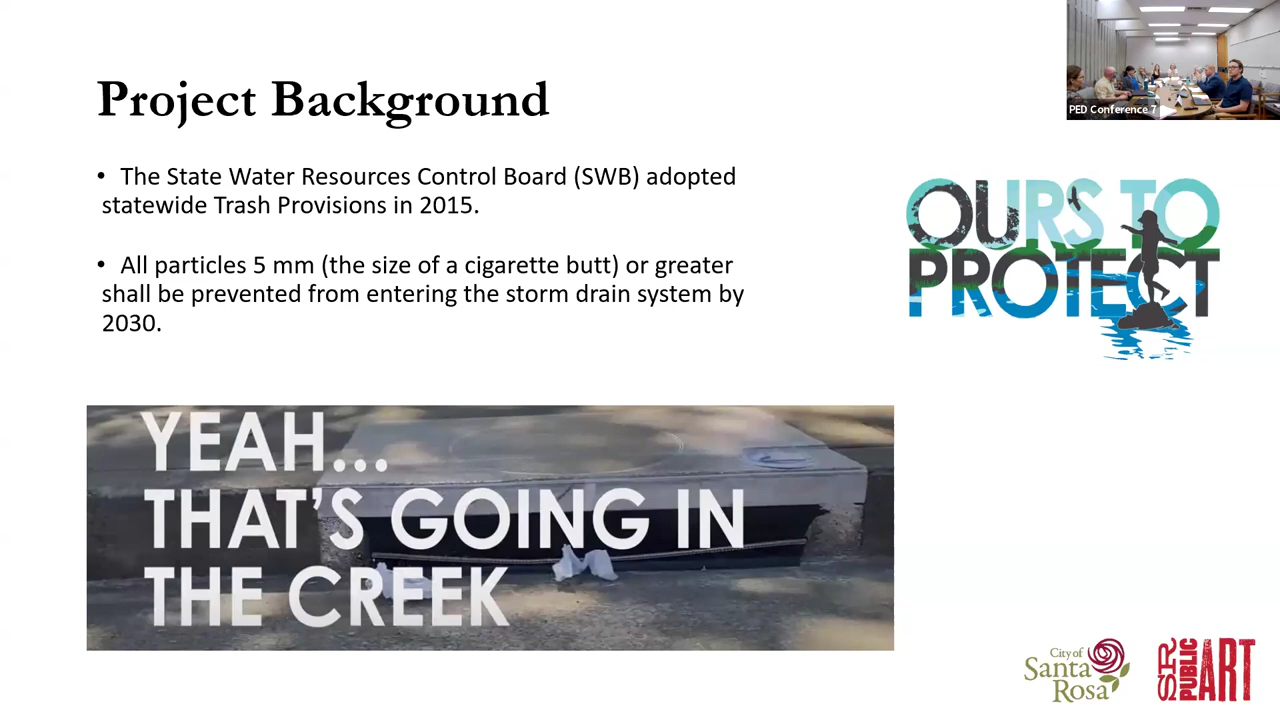 Project Background
PED Conference 7
• The State Water Resources Control Board (SWB) adopted
statewide Trash Provisions in 2015.
• All particles 5 mm (the size of a cigarette butt) or greater
shall be prevented from entering the storm drain system by
2030.
OURS TO
PROTECT
YEAH...
THAT'S GOING IN
THE CREEK
City of
Santa
Rosa
SR
PUBLIC
ART